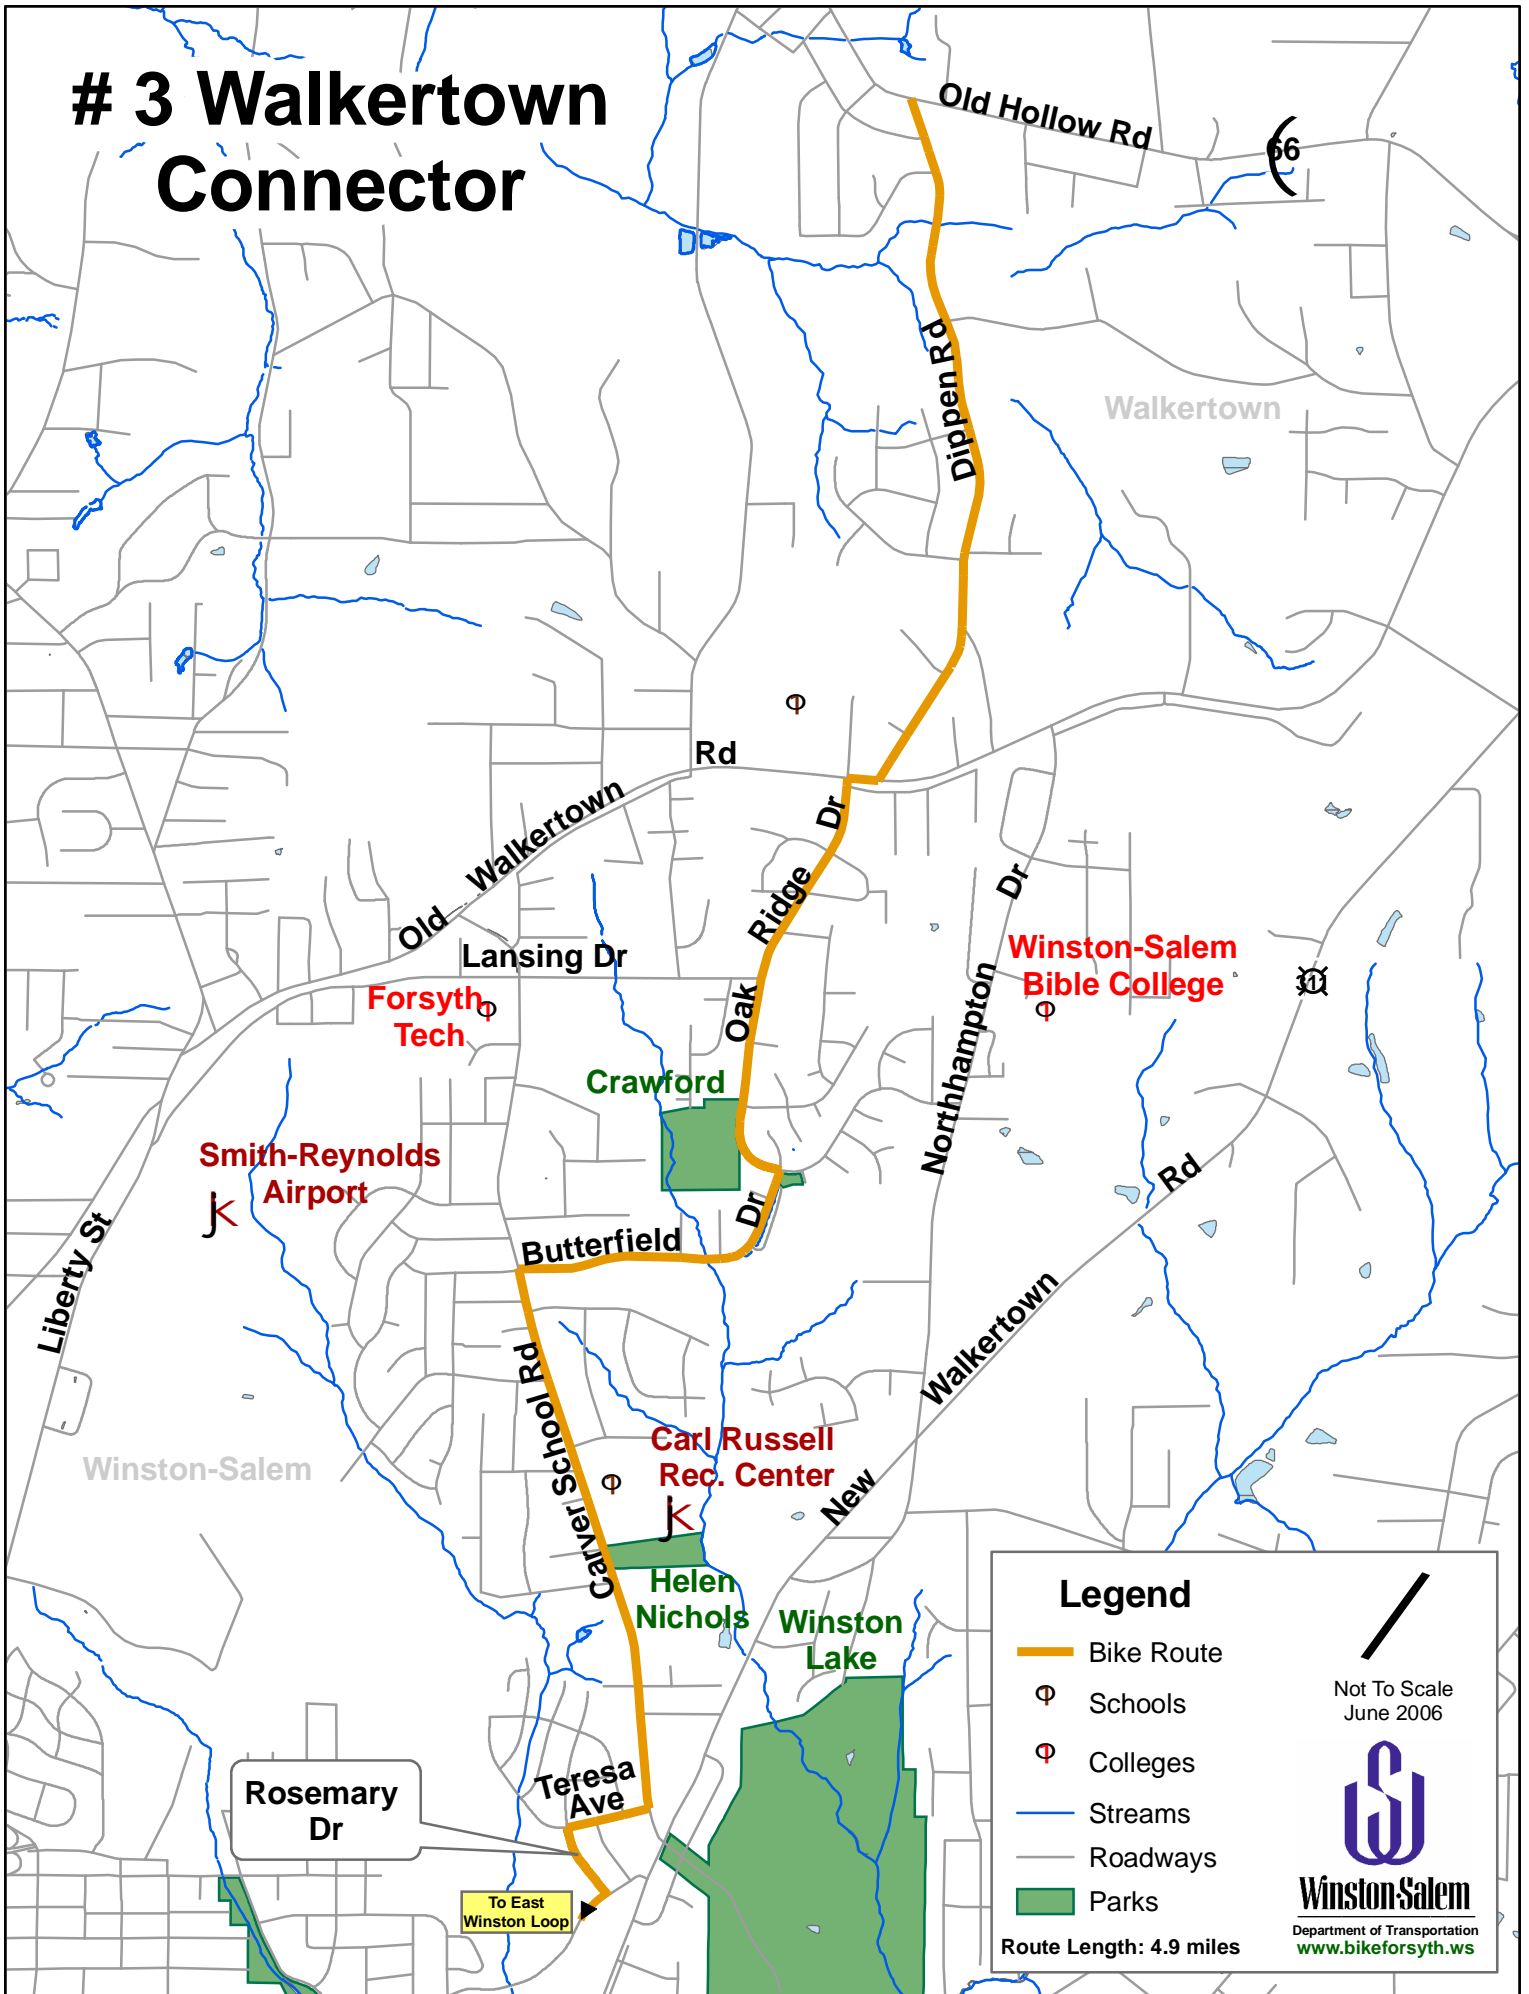 # 3 Walkertown
Connector
Old Hollow Rd
66
Dippen Rd
Walkertown
Rd
Old Walkertown
Oak Ridge Dr
Dr
Northhampton
Lansing Dr
Forsyth
Tech
Winston-Salem
Bible College
311
Crawford
Smith-Reynolds
Airport
Liberty St
Butterfield Dr
New Walkertown Rd
Carver School Rd
Winston-Salem
Carl Russell
Rec. Center
Helen
Nichols
Winston
Lake
Teresa
Ave
Rosemary
Dr
To East
Winston Loop
Legend
Bike Route
Schools
Colleges
Streams
Roadways
Parks
Route Length: 4.9 miles
Not To Scale
June 2006
Winston-Salem
Department of Transportation
www.bikeforsyth.ws